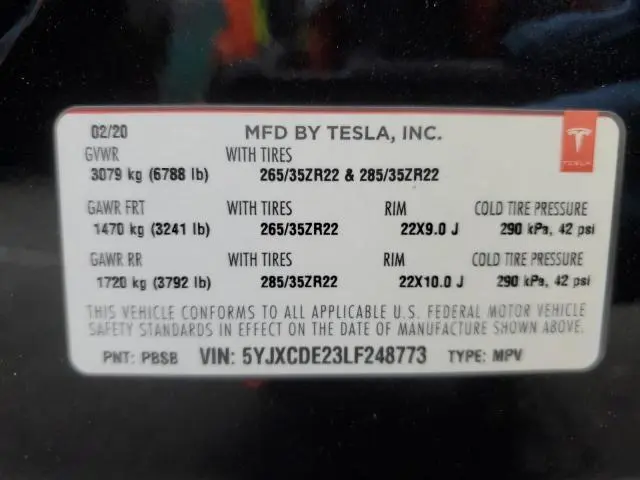 02/20 MFD BY TESLA, INC.
GVWR WITH TIRES
3079 kg (6788 lb) 265/35ZR22 & 285/35ZR22
TESLA
GAWR FRT WITH TIRES RIM COLD TIRE PRESSURE
1470 kg (3241 lb) 265/35ZR22 22X9.0 J 290 kPa, 42 psi
GAWR RR WITH TIRES RIM COLD TIRE PRESSURE
1720 kg (3792 lb) 285/35ZR22 22X10.0 J 290 kPa, 42 psi
THIS VEHICLE CONFORMS TO ALL APPLICABLE U.S. FEDERAL MOTOR VEHICLE
SAFETY STANDARDS IN EFFECT ON THE DATE OF MANUFACTURE SHOWN ABOVE.
PNT: PBSB VIN: 5YJXCDE23LF248773 TYPE: MPV